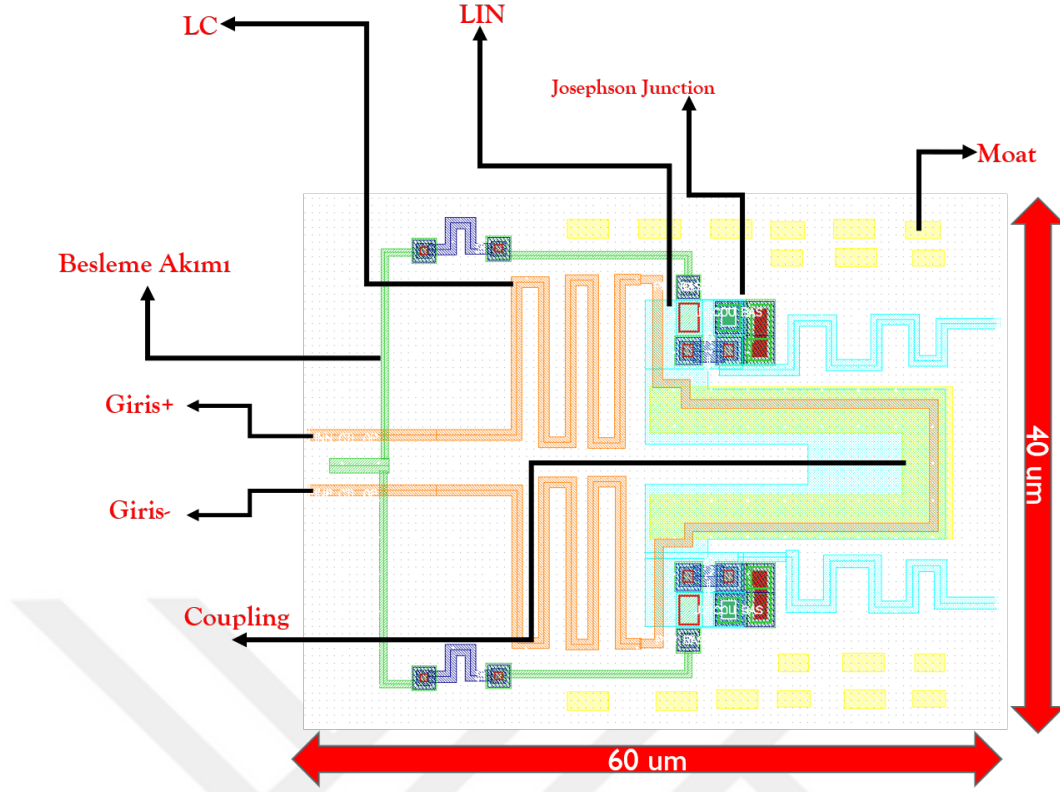 LC
LIN
Josephson Junction
Moat
Besleme Akımı
Giris+
Giris-
Coupling
40 um
60 um